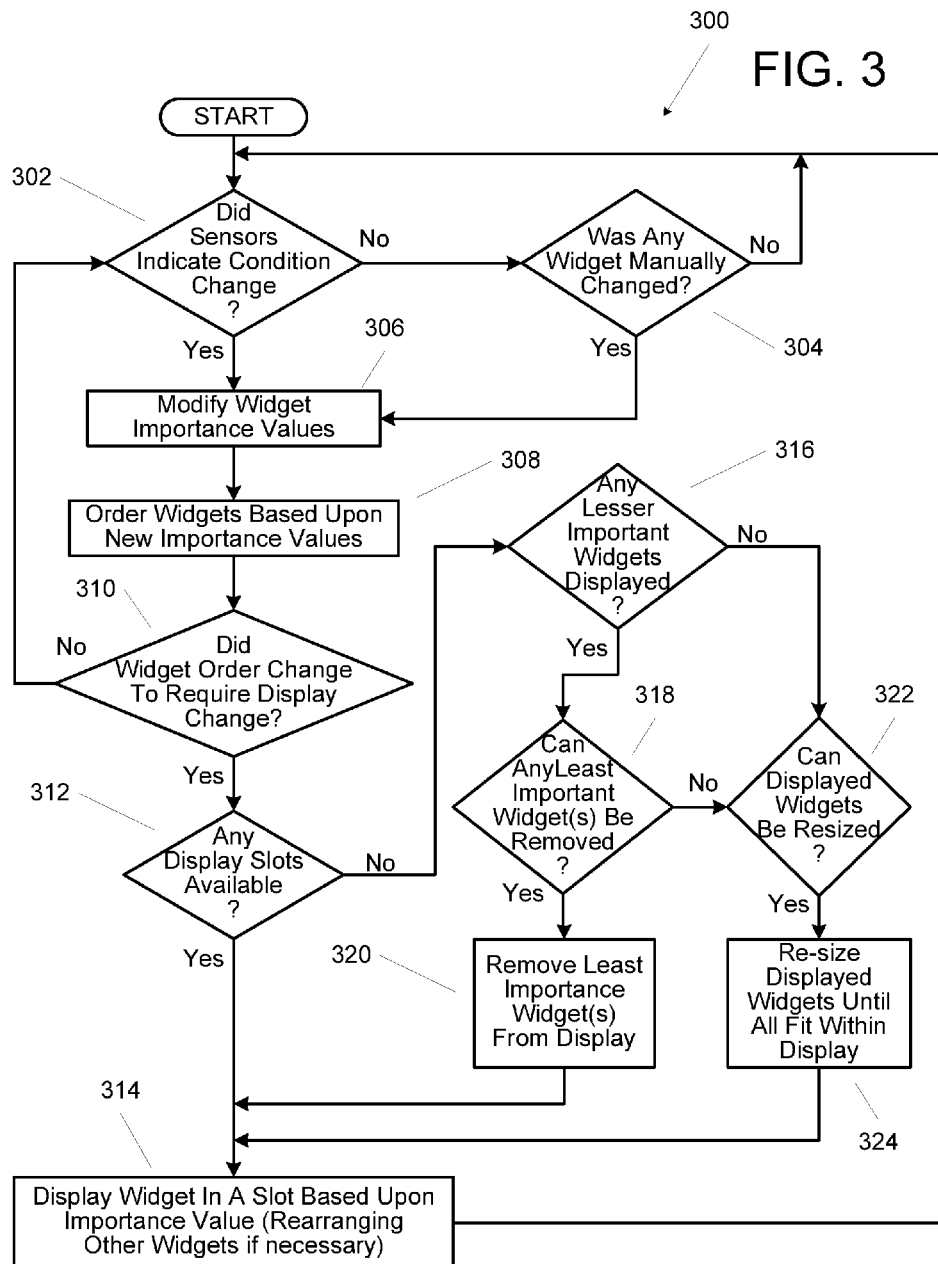 300
FIG. 3
START
302
Did
Sensors
Indicate Condition
Change
?
No
Yes
Was Any
Widget Manually
Changed?
No
Yes
304
306
Modify Widget
Importance Values
308
Order Widgets Based Upon
New Importance Values
310
Did
Widget Order Change
To Require Display
Change?
No
Yes
312
Any
Display Slots
Available
?
No
Yes
316
Any
Lesser
Important
Widgets
Displayed
?
No
Yes
318
Can
AnyLeast
Important
Widget(s) Be
Removed
?
No
Yes
322
Can
Displayed
Widgets
Be Resized
?
Yes
320
Remove Least
Importance
Widget(s)
From Display
Re-size
Displayed
Widgets Until
All Fit Within
Display
324
314
Display Widget In A Slot Based Upon
Importance Value (Rearranging
Other Widgets if necessary)